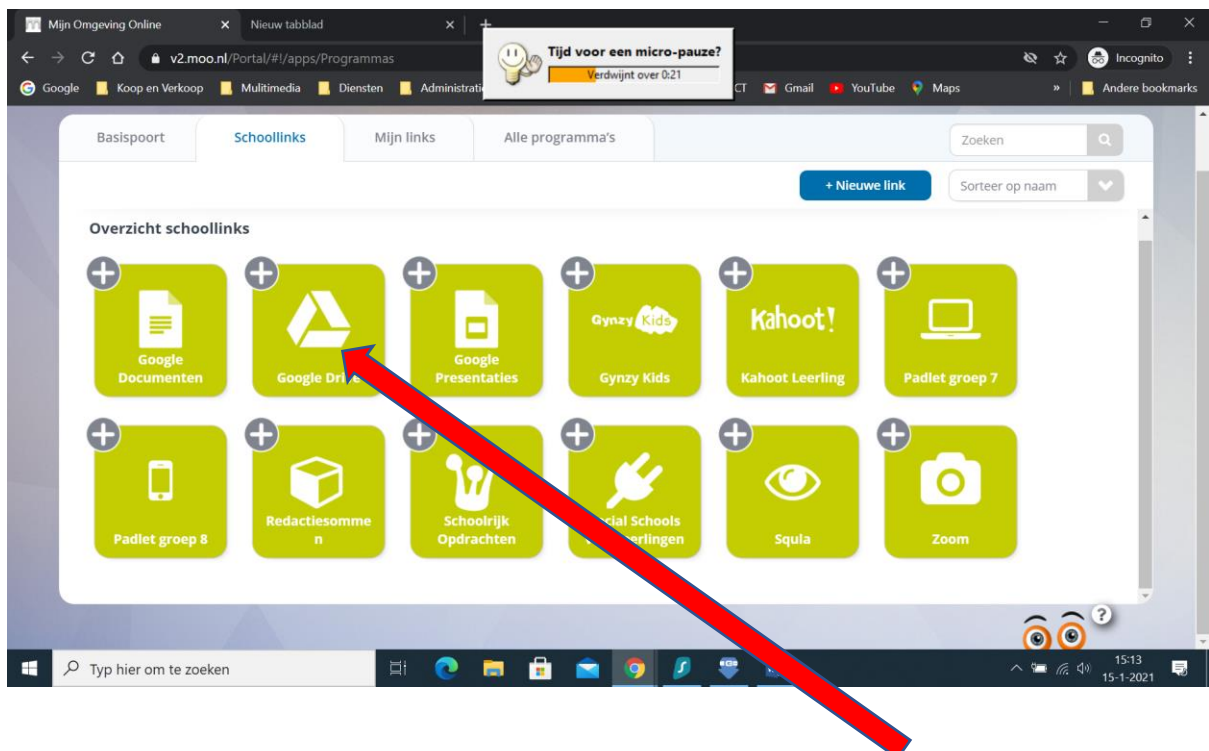 Mijn Omgeving Online
Nieuw tabblad
Tijd voor een micro-pauze?
Verdwijnt over 0:21
v2.moo.nl/Portal/#!/apps/Programmas
Incognito
Google
Koop en Verkoop
Mulitimedia
Diensten
Gmail
YouTube
Maps
»
Andere bookmarks
Basispoort
Schoollinks
Mijn links
Alle programma's
Zoeken
+ Nieuwe link
Sorteer op naam
Overzicht schoollinks
Google
Documenten
Google
Google
Presentaties
Gynzy Kids
Gynzy Kids
Kahoot!
Kahoot Leerling
Padlet groep 7
Padlet groep 8
Redactiesomme
n
Schoolrijk
Opdrachten
Schools
Squla
Zoom
?
Typ hier om te zoeken
15:13
15-1-2021